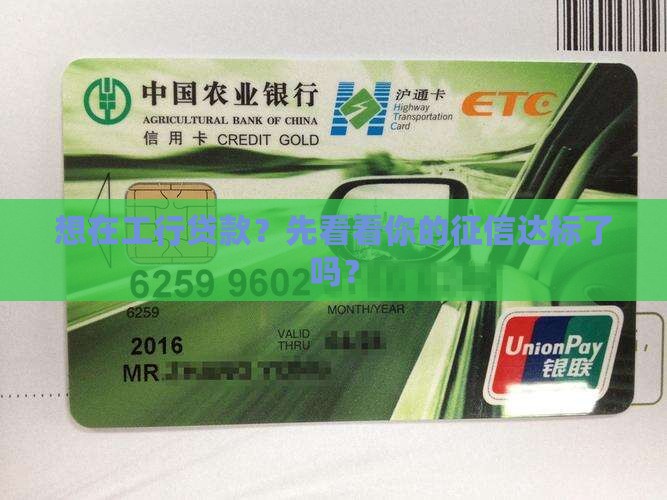 中国农业银行
AGRICULTURAL BANK OF CHINA
信用卡 CREDIT GOLD
沪通卡
Highway
Transportation
Card
ETC
想在工行贷款？先看看你的征信达标了
吗？
6259 9602
6259
MONTH/YEAR
2016
VALID
THRU
MR.
UnionPay
银联